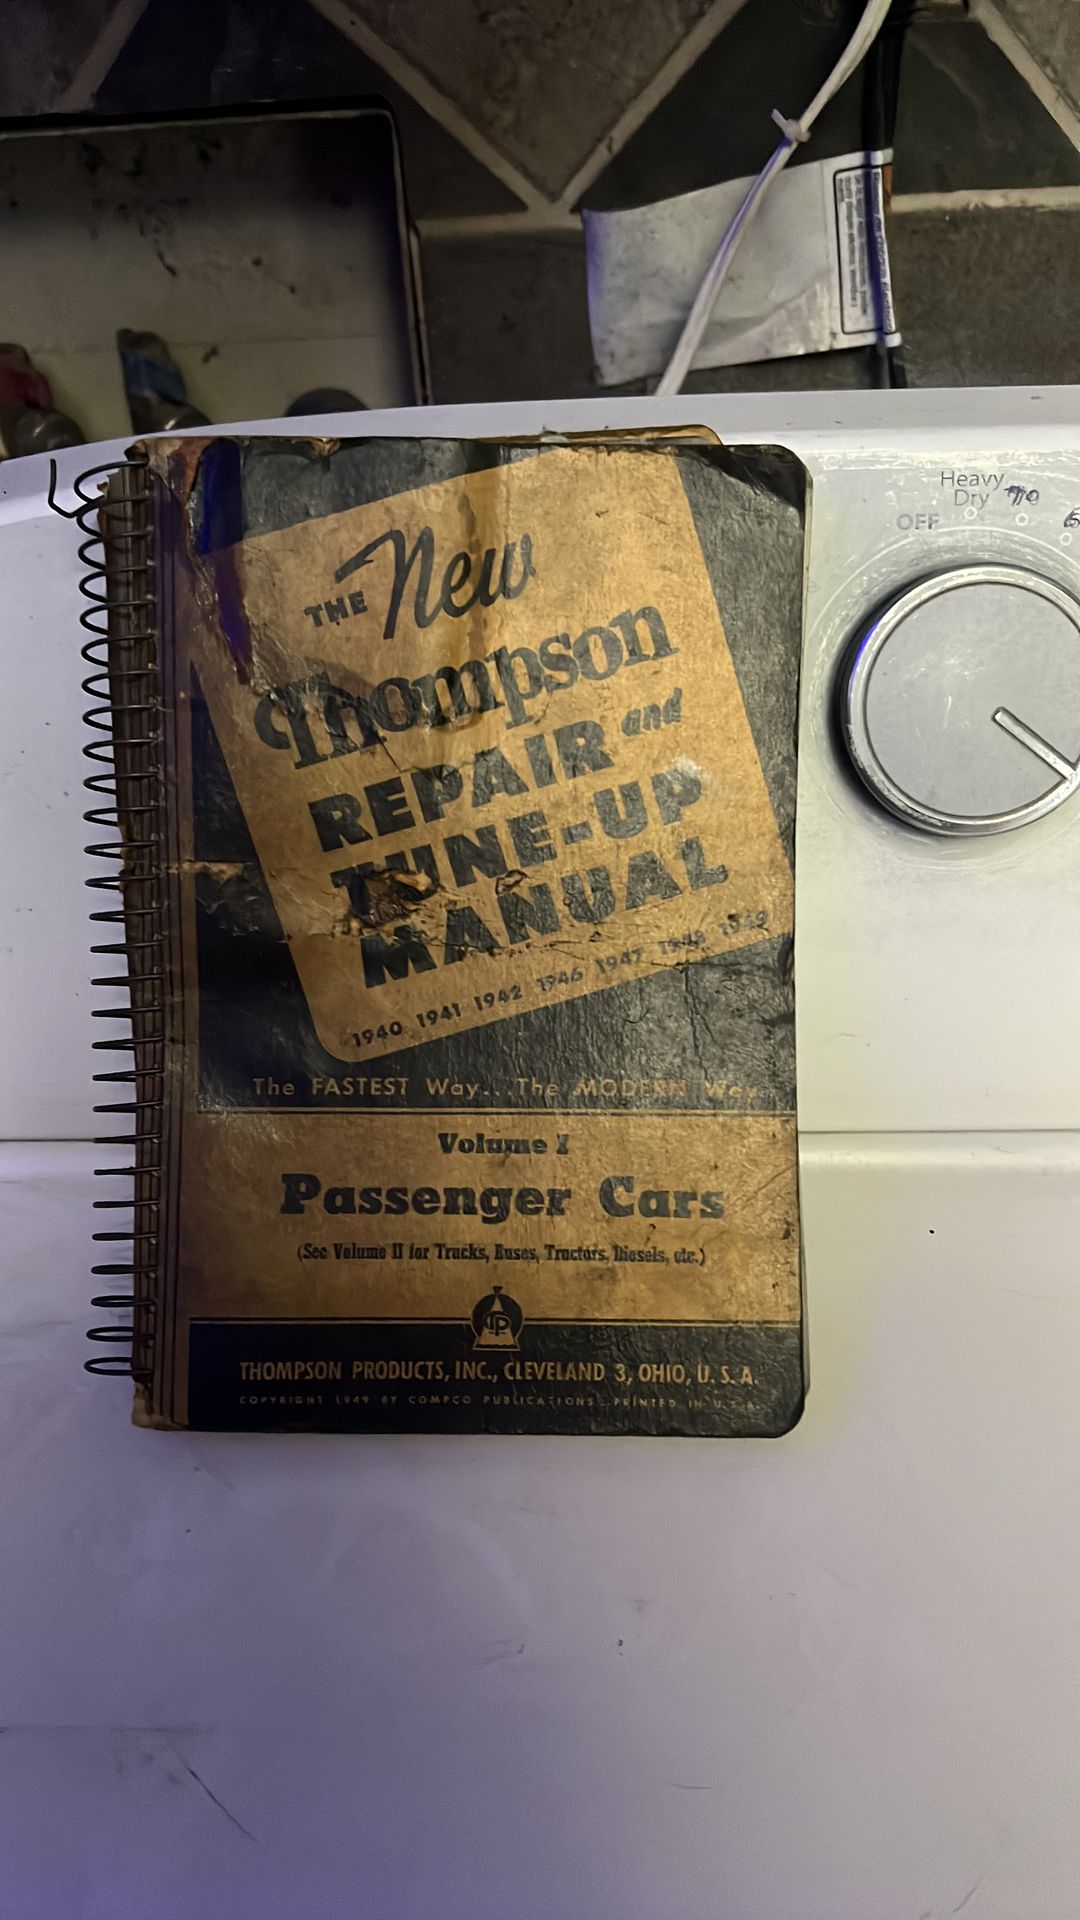 THE New
Thompson
REPAIR and
TUNE-UP
MANUAL
1940 1941 1942 1946 1947 1948 1949
The FASTEST Way... The MODERN Way
Volume I
Passenger Cars
(See Volume II for Trucks, Buses, Tractors, Diesels, etc.)
TP
THOMPSON PRODUCTS, INC., CLEVELAND 3, OHIO, U. S. A.
COPYRIGHT 1949 BY COMPCO PUBLICATIONS PRINTED IN U. S. A.
Heavy
Dry 70
OFF